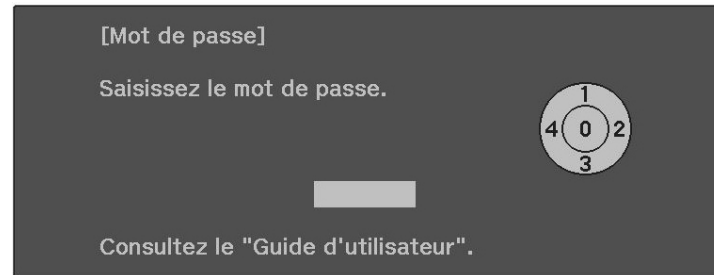 [Mot de passe]
Saisissez le mot de passe.
1
4 0 2
3
Consultez le "Guide d'utilisateur".